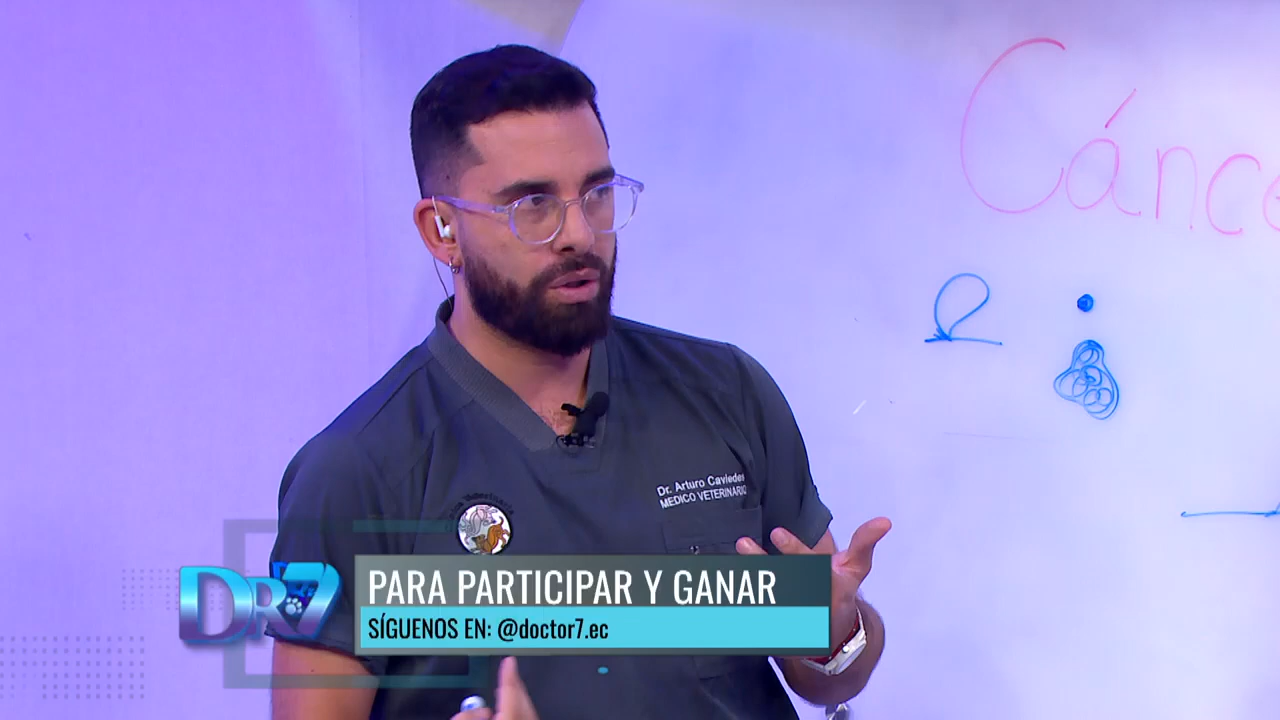 Cánce
Dr. Arturo Caviedes
MEDICO VETERINARIO
DR7
PARA PARTICIPAR Y GANAR
SÍGUENOS EN: @doctor7.ec